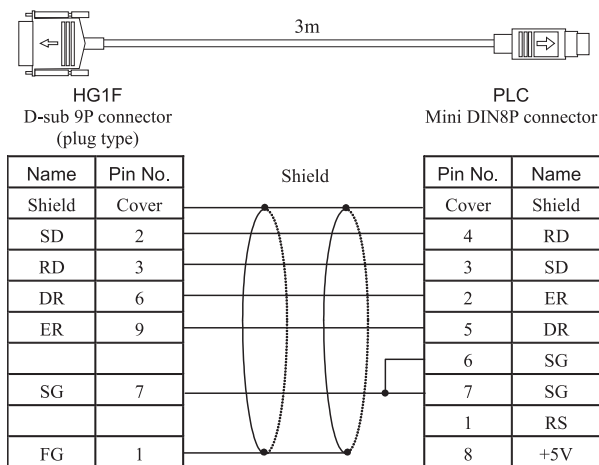 3m
HG1F PLC
D-sub 9P connector Mini DIN8P connector
(plug type)
Name Pin No. Shield Pin No. Name
Shield Cover Cover Shield
SD 2 4 RD
RD 3 3 SD
DR 6 2 ER
ER 9 5 DR
6 SG
SG 7 7 SG
1 RS
FG 1 8 +5V